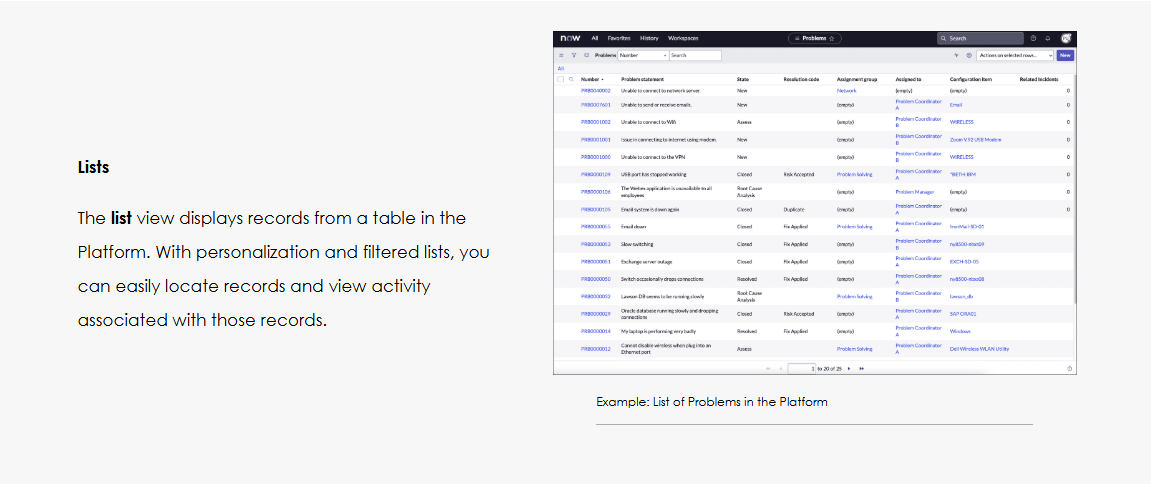 Lists
The list view displays records from a table in the
Platform. With personalization and filtered lists, you
can easily locate records and view activity
associated with those records.
now All Favorites History Workspaces Problems Search
Problems Number Search Actions on selected rows... New
All
Number Problem statement State Resolution code Assignment group Assigned to Configuration item Related Incidents
PRB0040002 Unable to connect to network server. New Network (empty) (empty) 0
PRB0007601 Unable to send or receive emails. New (empty) Problem Coordinator A Email 0
PRB0001002 Unable to connect to Wifi Assess (empty) Problem Coordinator B WIRELESS 0
PRB0001001 Issue in connecting to internet using modem. New (empty) Problem Coordinator B Zoom V.92 USB Modem 0
PRB0001000 Unable to connect to the VPN New (empty) Problem Coordinator B WIRELESS 0
PRB0000109 USB port has stopped working Closed Risk Accepted Problem Solving Problem Coordinator A *BETH-IBM 0
PRB0000106 The Webex application is unavailable to all employees Root Cause Analysis (empty) Problem Manager (empty) 0
PRB0000105 Email system is down again Closed Duplicate (empty) Problem Coordinator A (empty) 0
PRB0000055 Email down Closed Fix Applied Problem Solving Problem Coordinator A IronMail-SD-01
PRB0000053 Slow switching Closed Fix Applied (empty) Problem Coordinator B
PRB0000051 Exchange server outage Closed Fix Applied (empty) Problem Coordinator A EXCH-SD-05
PRB0000050 Switch occasionally drops connections Resolved Fix Applied (empty) Problem Coordinator A
Lawson-DB seems to be running slowly Root Cause Analysis Problem Solving Problem Coordinator B lawson_db
PRB0000029 Oracle database running slowly and dropping connections Closed Risk Accepted (empty) Problem Coordinator A SAP ORA01
PRB0000014 My laptop is performing very badly Resolved Fix Applied (empty) Problem Coordinator A Windows
PRB0000012 Cannot disable wireless when plug into an Ethernet port Assess Problem Solving Problem Coordinator A Dell Wireless WLAN Utility
1 to 20 of 25
Example: List of Problems in the Platform